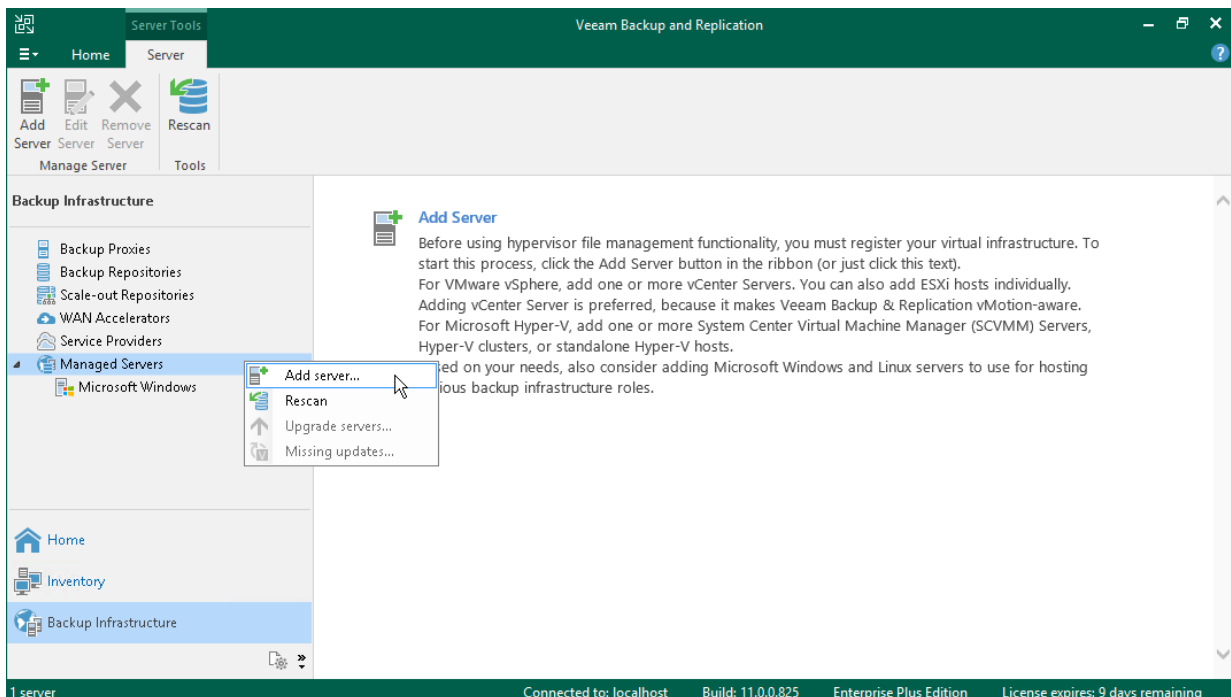 Server Tools
Veeam Backup and Replication
Home
Server
Add Server
Edit Server
Remove Server
Rescan
Manage Server
Tools
Backup Infrastructure
Backup Proxies
Backup Repositories
Scale-out Repositories
WAN Accelerators
Service Providers
Managed Servers
Microsoft Windows
Add server...
Rescan
Upgrade servers...
Missing updates...
Add Server
Before using hypervisor file management functionality, you must register your virtual infrastructure. To
start this process, click the Add Server button in the ribbon (or just click this text).
For VMware vSphere, add one or more vCenter Servers. You can also add ESXi hosts individually.
Adding vCenter Server is preferred, because it makes Veeam Backup & Replication vMotion-aware.
For Microsoft Hyper-V, add one or more System Center Virtual Machine Manager (SCVMM) Servers,
Hyper-V clusters, or standalone Hyper-V hosts.
sed on your needs, also consider adding Microsoft Windows and Linux servers to use for hosting
ious backup infrastructure roles.
Home
Inventory
Backup Infrastructure
1 server
Connected to: localhost
Build: 11.0.0.825
Enterprise Plus Edition
License expires: 9 days remaining